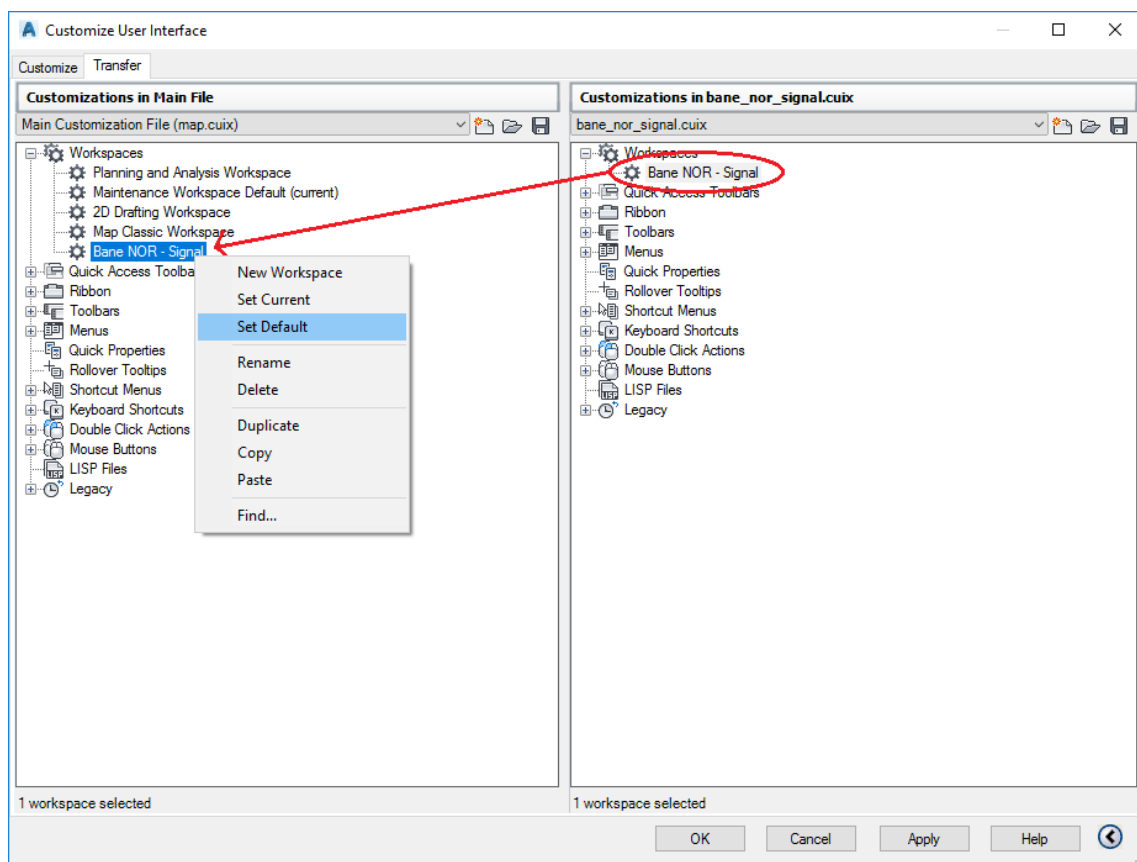 Customize User Interface
Customize Transfer
Customizations in Main File
Main Customization File (map.cuix)
Workspaces
Planning and Analysis Workspace
Maintenance Workspace Default (current)
2D Drafting Workspace
Map Classic Workspace
Bane NOR - Signal
Quick Access Toolba
Ribbon
Toolbars
Menus
Quick Properties
Rollover Tooltips
Shortcut Menus
Keyboard Shortcuts
Double Click Actions
Mouse Buttons
LISP Files
Legacy
New Workspace
Set Current
Set Default
Rename
Delete
Duplicate
Copy
Paste
Find...
1 workspace selected
Customizations in bane_nor_signal.cuix
bane_nor_signal.cuix
Workspaces
Bane NOR - Signal
Quick Access Toolbars
Ribbon
Toolbars
Menus
Quick Properties
Rollover Tooltips
Shortcut Menus
Keyboard Shortcuts
Double Click Actions
Mouse Buttons
LISP Files
Legacy
1 workspace selected
OK Cancel Apply Help